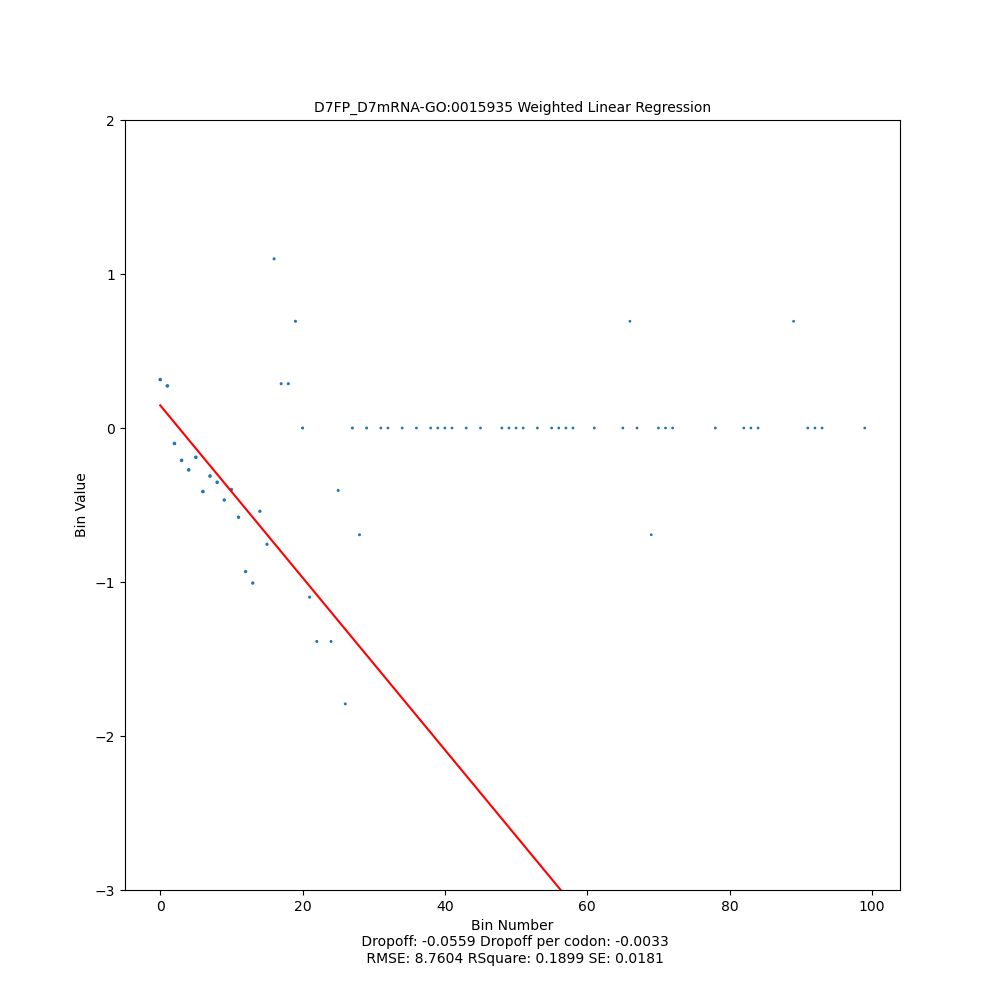 D7FP_D7mRNA-GO:0015935 Weighted Linear Regression
2
1
0
−1
−2
−3
Bin Value
0 20 40 60 80 100
Bin Number
Dropoff: -0.0559 Dropoff per codon: -0.0033
RMSE: 8.7604 RSquare: 0.1899 SE: 0.0181